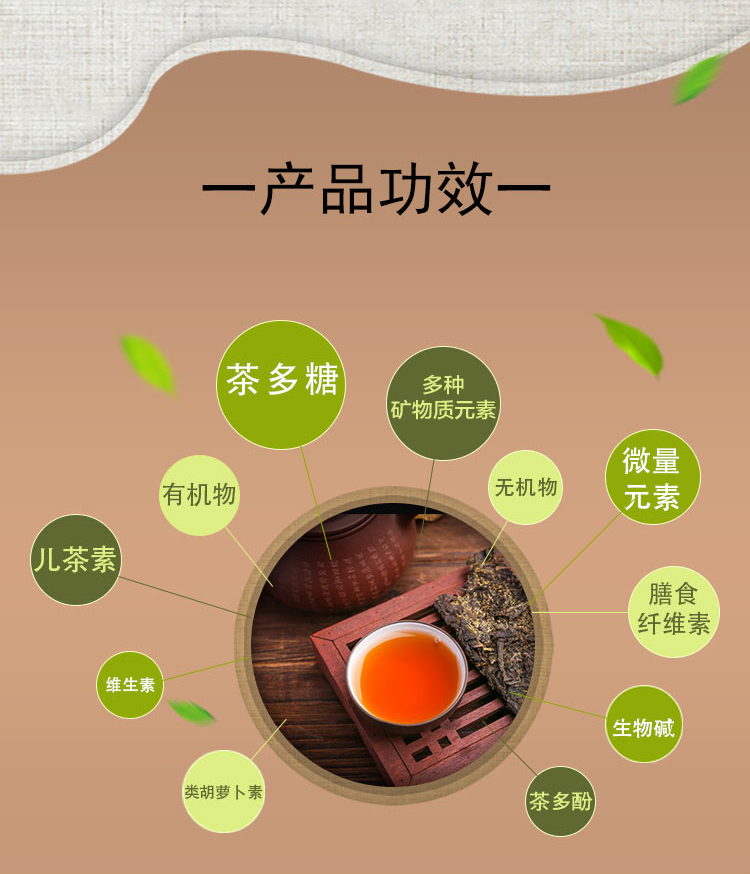 一产品功效一
茶多糖
多种
矿物质元素
有机物
无机物
微量
元素
儿茶素
膳食
纤维素
维生素
生物碱
类胡萝卜素
茶多酚